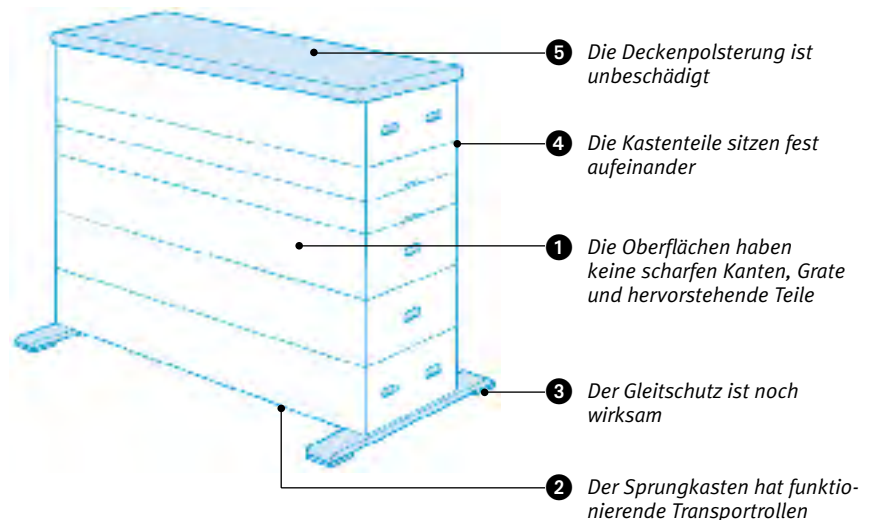 5 Die Deckenpolsterung ist
unbeschädigt
4 Die Kastenteile sitzen fest
aufeinander
1 Die Oberflächen haben
keine scharfen Kanten, Grate
und hervorstehende Teile
3 Der Gleitschutz ist noch
wirksam
2 Der Sprungkasten hat funktio-
nierende Transportrollen